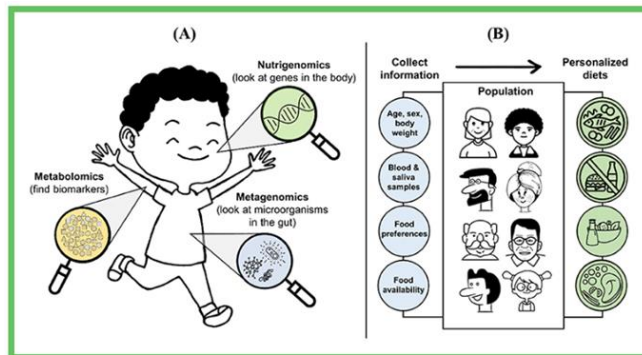 (A)
Nutrigenomics
(look at genes in the body)
Metabolomics
(find biomarkers)
Metagenomics
(look at microorganisms
in the gut)
(B)
Collect
information
Personalized
diets
Population
Age, sex,
body
weight
Blood &
saliva
samples
Food
preferences
Food
availability